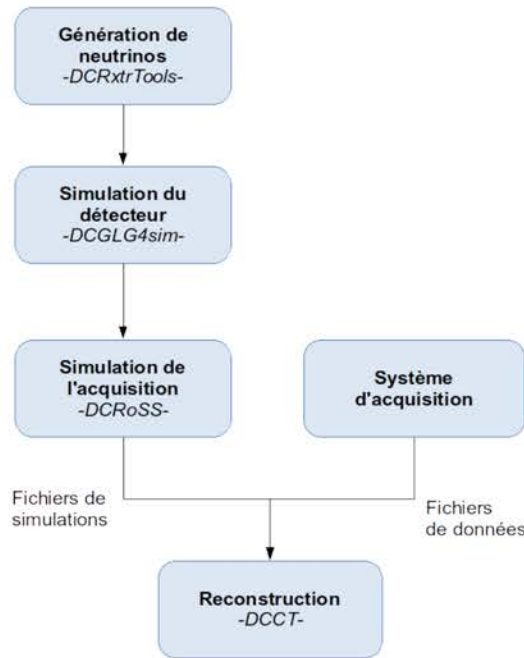 Génération de
neutrinos
-DCRxtrTools-
Simulation du
détecteur
-DCGLG4sim-
Simulation de
l'acquisition
-DCRoSS-
Système
d'acquisition
Fichiers de
simulations
Fichiers
de données
Reconstruction
-DCCT-